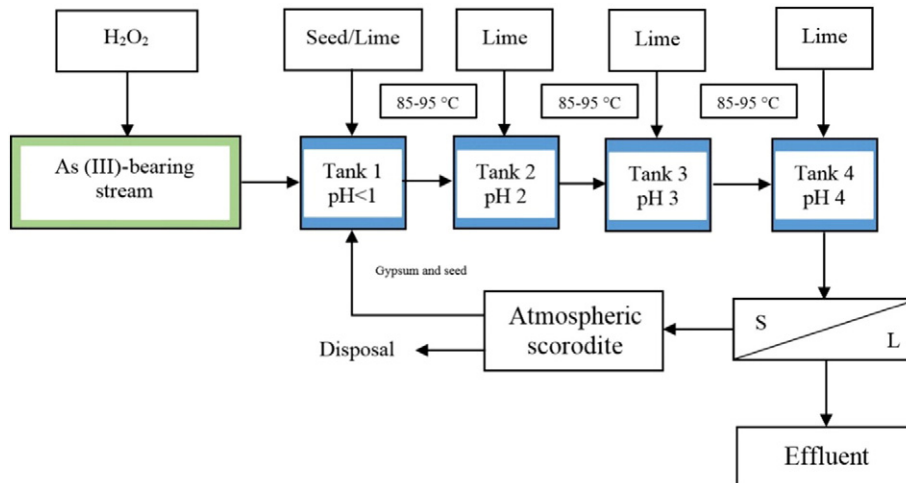 H₂O₂
Seed/Lime
Lime
Lime
Lime
85-95 °C
85-95 °C
85-95 °C
As (III)-bearing
stream
Tank 1
pH<1
Tank 2
pH 2
Tank 3
pH 3
Tank 4
pH 4
Gypsum and seed
Atmospheric
scorodite
Disposal
S
L
Effluent